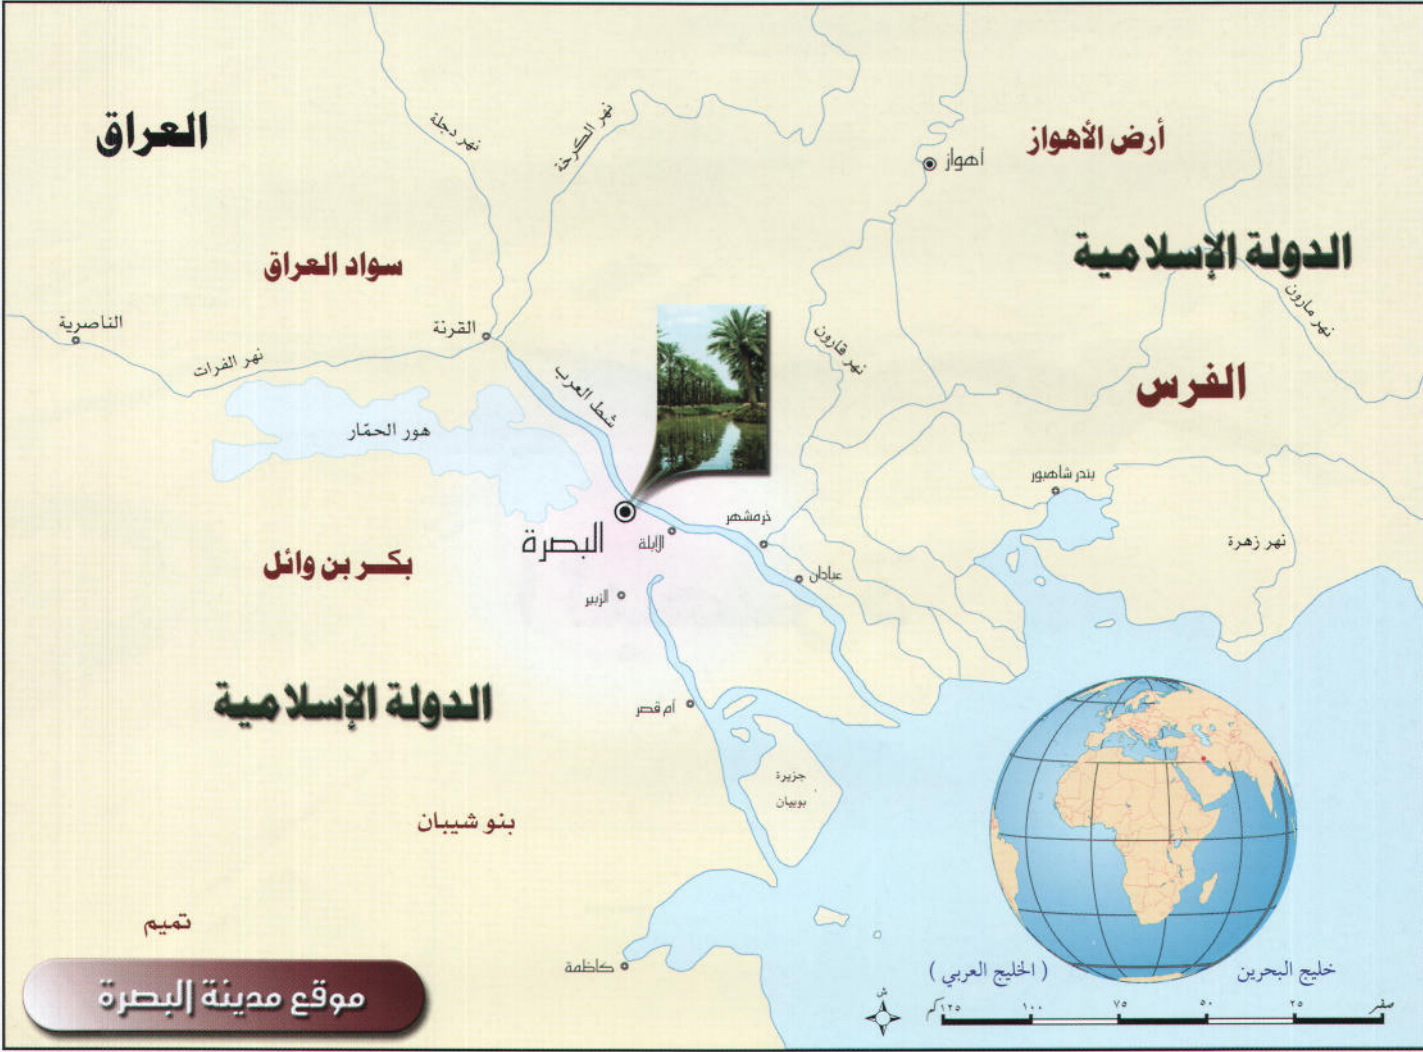 العراق
نهر دجلة
نهر الكرخة
أرض الأهواز
أهواز
الدولة الإسلامية
سواد العراق
نهر مارون
الناصرية
القرنة
نهر الفرات
نهر قارون
شط العرب
الفرس
هور الحمّار
بندر شاهبور
خرمشهر
البصرة
الآبلة
نهر زهرة
بكر بن وائل
عبادان
الزبير
الدولة الإسلامية
أم قصر
جزيرة
بوبيان
بنو شيبان
تميم
كاظمة
خليج البحرين
( الخليج العربي )
موقع مدينة البصرة
ش
صفر
٢٥
٥٠
٧٥
١٠٠
١٢٥كم